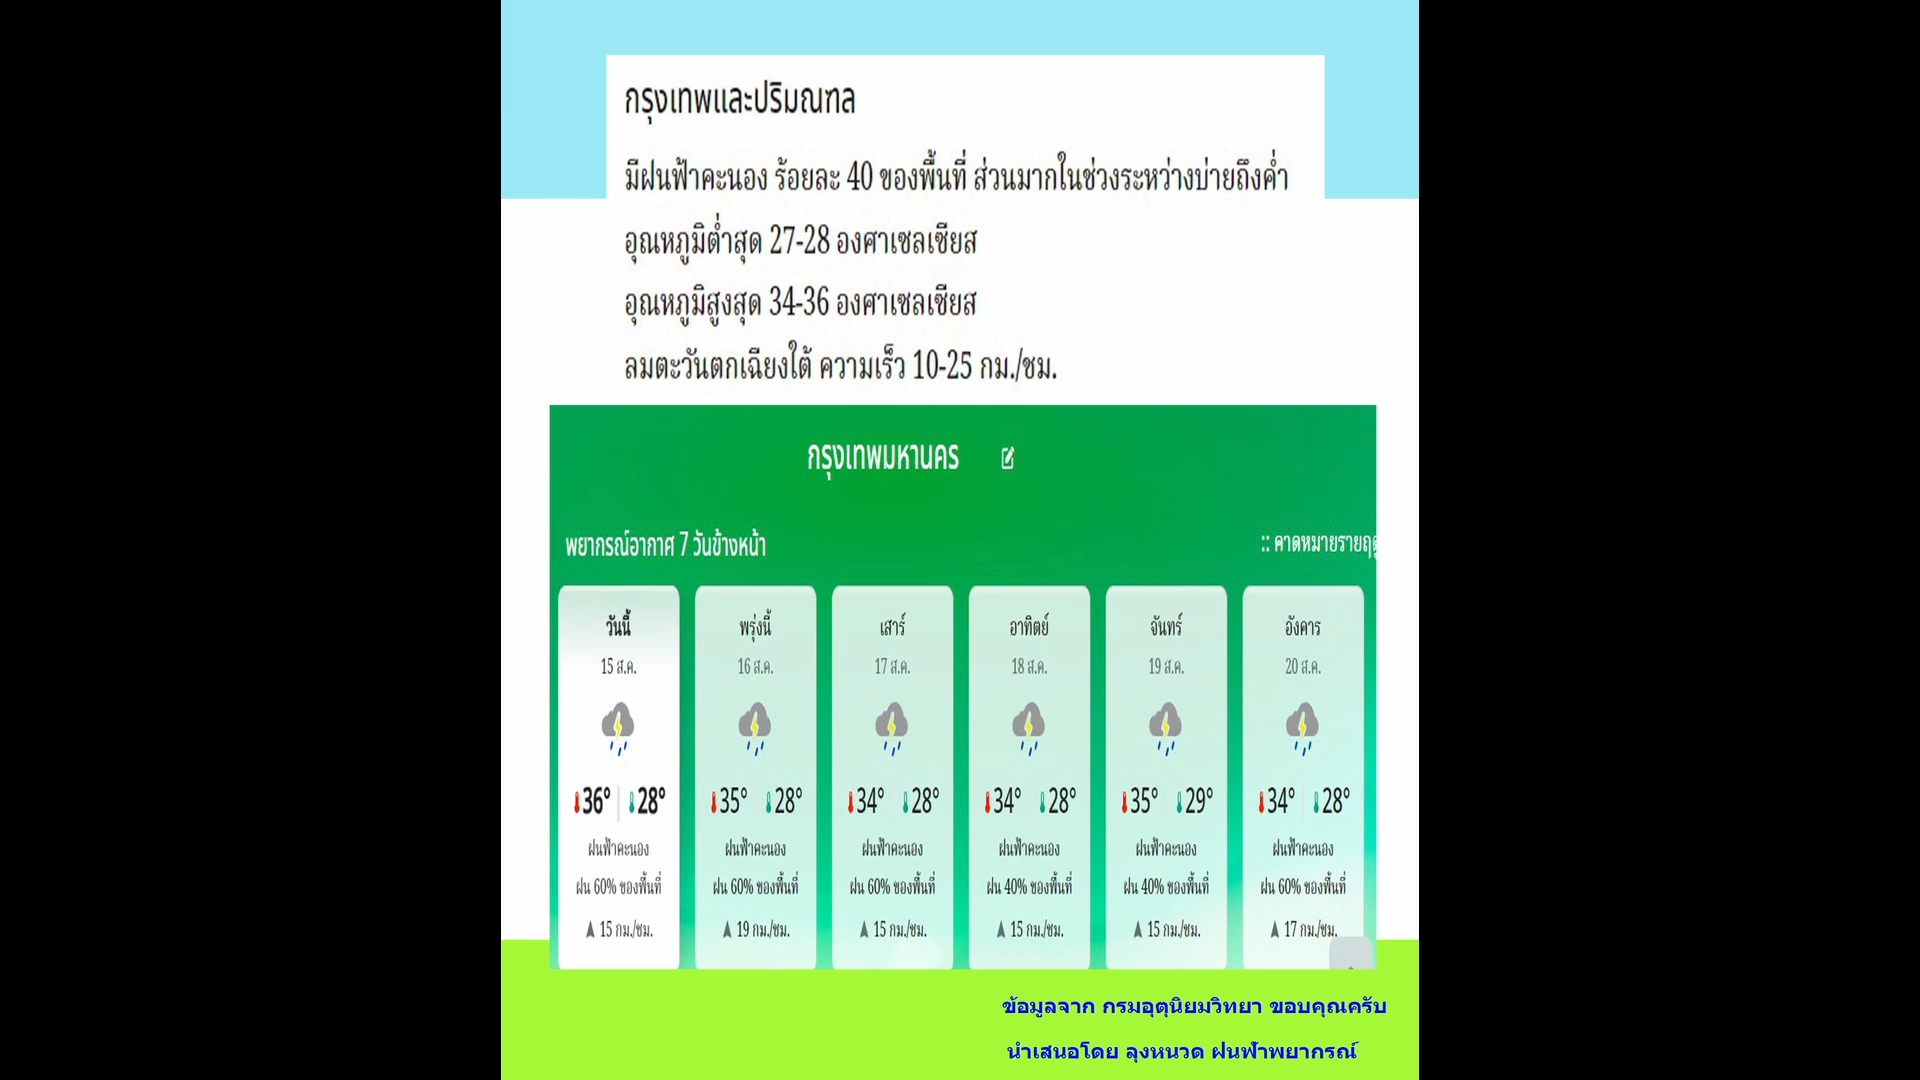 กรุงเทพและปริมณฑล
มีฝนฟ้าคะนอง ร้อยละ 40 ของพื้นที่ ส่วนมากในช่วงระหว่างบ่ายถึงค่ำ
อุณหภูมิต่ำสุด 27-28 องศาเซลเซียส
อุณหภูมิสูงสุด 34-36 องศาเซลเซียส
ลมตะวันตกเฉียงใต้ ความเร็ว 10-25 กม./ชม.
กรุงเทพมหานคร
พยากรณ์อากาศ 7 วันข้างหน้า :: คาดหมายรายฤดู
วันนี้ พรุ่งนี้ เสาร์ อาทิตย์ จันทร์ อังคาร
15 ส.ค. 16 ส.ค. 17 ส.ค. 18 ส.ค. 19 ส.ค. 20 ส.ค.
36° 28° 35° 28° 34° 28° 34° 28° 35° 29° 34° 28°
ฝนฟ้าคะนอง ฝนฟ้าคะนอง ฝนฟ้าคะนอง ฝนฟ้าคะนอง ฝนฟ้าคะนอง ฝนฟ้าคะนอง
ฝน 60% ของพื้นที่ ฝน 60% ของพื้นที่ ฝน 60% ของพื้นที่ ฝน 40% ของพื้นที่ ฝน 40% ของพื้นที่ ฝน 60% ของพื้นที่
15 กม./ชม. 19 กม./ชม. 15 กม./ชม. 15 กม./ชม. 15 กม./ชม. 17 กม./ชม.
ข้อมูลจาก กรมอุตุนิยมวิทยา ขอบคุณครับ
นำเสนอโดย ลุงหนวด ฝนฟ้าพยากรณ์